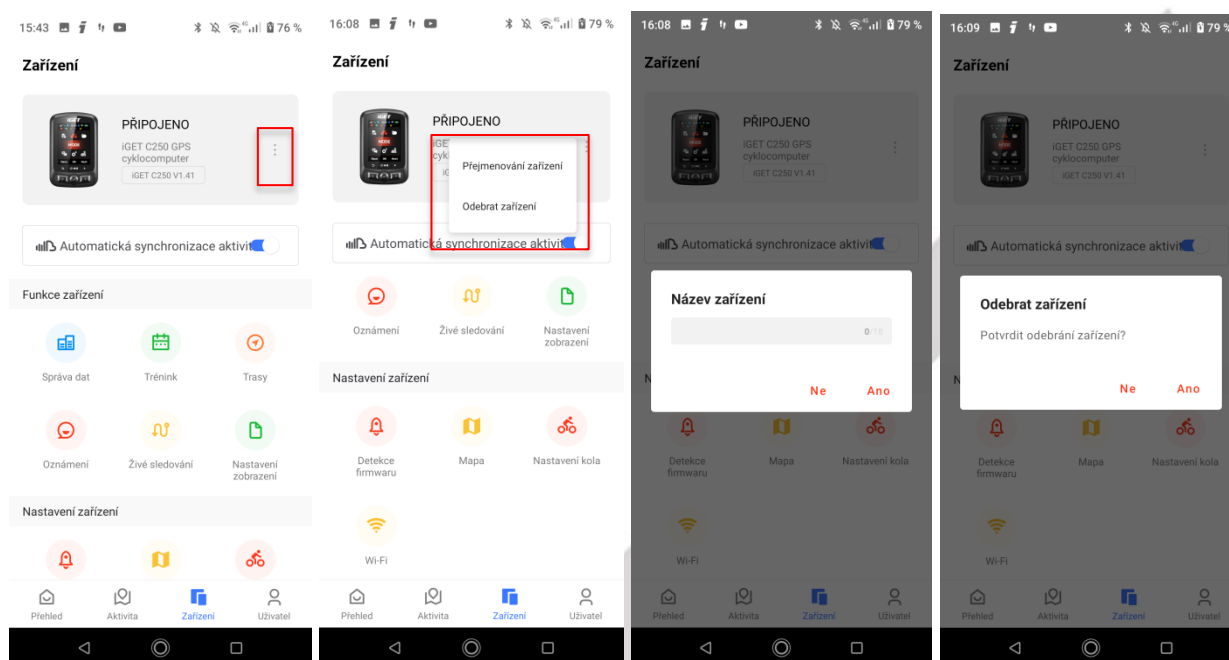 15:43 4G 76 %
Zařízení
PŘIPOJENO
iGET C250 GPS
cyklocomputer
iGET C250 V1.41
Automatická synchronizace aktivit
Funkce zařízení
Správa dat Trénink Trasy
Oznámení Živé sledování Nastavení
zobrazení
Nastavení zařízení
Přehled Aktivita Zařízení Uživatel
16:08 4G 79 %
Zařízení
PŘIPOJENO
Přejmenování zařízení
Odebrat zařízení
Automatická synchronizace aktivit
Oznámení Živé sledování Nastavení
zobrazení
Nastavení zařízení
Detekce
firmwaru
Mapa Nastavení kola
Wi-Fi
Přehled Aktivita Zařízení Uživatel
16:08 4G 79 %
Zařízení
PŘIPOJENO
iGET C250 GPS
cyklocomputer
iGET C250 V1.41
Automatická synchronizace aktivit
Název zařízení
0/18
Ne Ano
N
Detekce
firmwaru
Mapa Nastavení kola
Wi-Fi
Přehled Aktivita Zařízení Uživatel
16:09 4G 79 %
Zařízení
PŘIPOJENO
iGET C250 GPS
cyklocomputer
iGET C250 V1.41
Automatická synchronizace aktivit
Odebrat zařízení
Potvrdit odebrání zařízení?
Ne Ano
N
Detekce
firmwaru
Mapa Nastavení kola
Wi-Fi
Přehled Aktivita Zařízení Uživatel